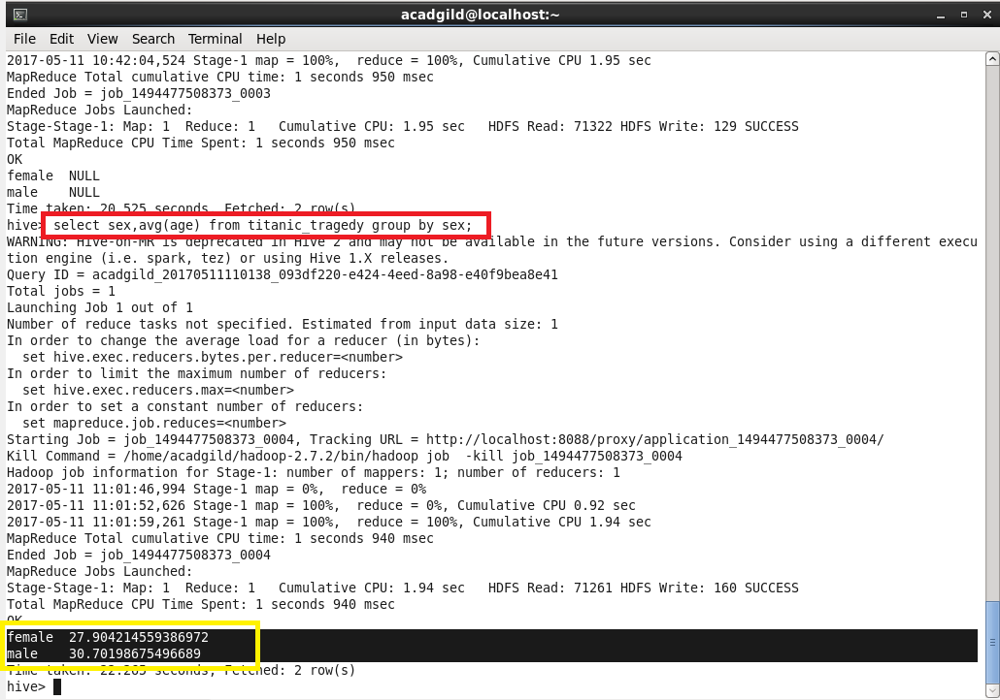 acadgild@localhost:~
File Edit View Search Terminal Help
2017-05-11 10:42:04,524 Stage-1 map = 100%,  reduce = 100%, Cumulative CPU 1.95 sec
MapReduce Total cumulative CPU time: 1 seconds 950 msec
Ended Job = job_1494477508373_0003
MapReduce Jobs Launched:
Stage-Stage-1: Map: 1  Reduce: 1   Cumulative CPU: 1.95 sec   HDFS Read: 71322 HDFS Write: 129 SUCCESS
Total MapReduce CPU Time Spent: 1 seconds 950 msec
OK
female  NULL
male    NULL
Time taken: 20.525 seconds, Fetched: 2 row(s)
hive> select sex,avg(age) from titanic_tragedy group by sex;
WARNING: Hive-on-MR is deprecated in Hive 2 and may not be available in the future versions. Consider using a different execu
tion engine (i.e. spark, tez) or using Hive 1.X releases.
Query ID = acadgild_20170511110138_093df220-e424-4eed-8a98-e40f9bea8e41
Total jobs = 1
Launching Job 1 out of 1
Number of reduce tasks not specified. Estimated from input data size: 1
In order to change the average load for a reducer (in bytes):
  set hive.exec.reducers.bytes.per.reducer=<number>
In order to limit the maximum number of reducers:
  set hive.exec.reducers.max=<number>
In order to set a constant number of reducers:
  set mapreduce.job.reduces=<number>
Starting Job = job_1494477508373_0004, Tracking URL = http://localhost:8088/proxy/application_1494477508373_0004/
Kill Command = /home/acadgild/hadoop-2.7.2/bin/hadoop job  -kill job_1494477508373_0004
Hadoop job information for Stage-1: number of mappers: 1; number of reducers: 1
2017-05-11 11:01:46,994 Stage-1 map = 0%,  reduce = 0%
2017-05-11 11:01:52,626 Stage-1 map = 100%,  reduce = 0%, Cumulative CPU 0.92 sec
2017-05-11 11:01:59,261 Stage-1 map = 100%,  reduce = 100%, Cumulative CPU 1.94 sec
MapReduce Total cumulative CPU time: 1 seconds 940 msec
Ended Job = job_1494477508373_0004
MapReduce Jobs Launched:
Stage-Stage-1: Map: 1  Reduce: 1   Cumulative CPU: 1.94 sec   HDFS Read: 71261 HDFS Write: 160 SUCCESS
Total MapReduce CPU Time Spent: 1 seconds 940 msec
OK
female  27.904214559386972
male    30.70198675496689
Time taken: 22.265 seconds, Fetched: 2 row(s)
hive>